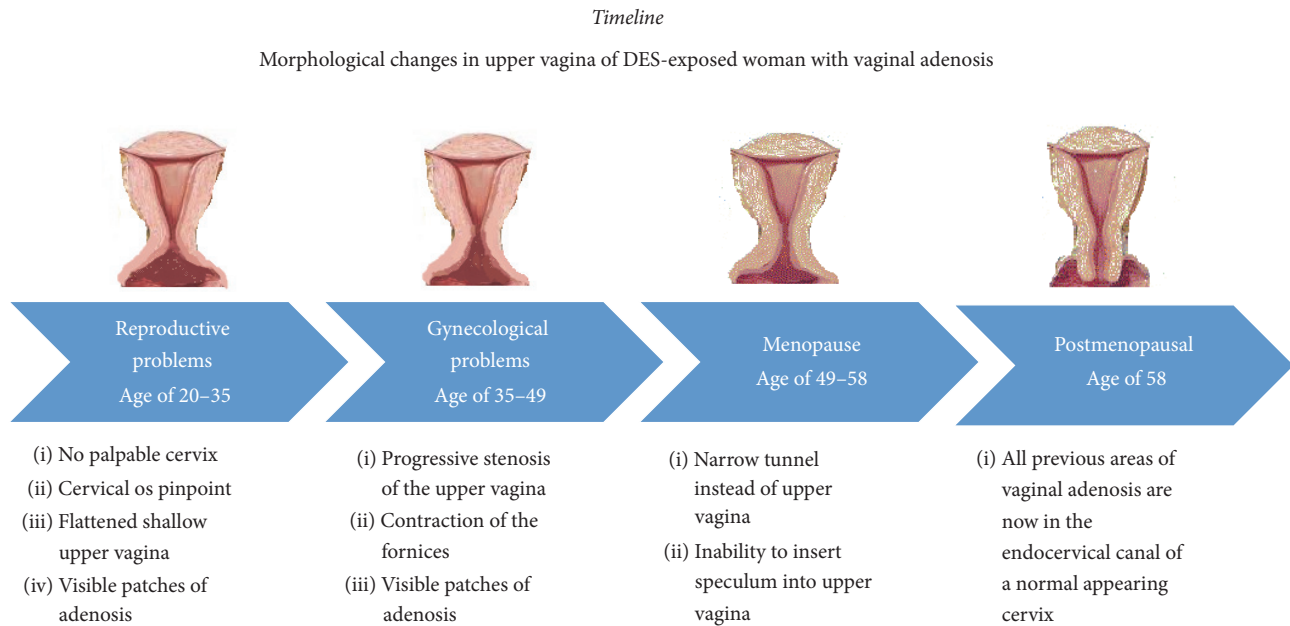 Timeline
Morphological changes in upper vagina of DES-exposed woman with vaginal adenosis
Reproductive
problems
Age of 20–35
Gynecological
problems
Age of 35–49
Menopause
Age of 49–58
Postmenopausal
Age of 58
(i) No palpable cervix
(ii) Cervical os pinpoint
(iii) Flattened shallow
upper vagina
(iv) Visible patches of
adenosis
(i) Progressive stenosis
of the upper vagina
(ii) Contraction of the
fornices
(iii) Visible patches of
adenosis
(i) Narrow tunnel
instead of upper
vagina
(ii) Inability to insert
speculum into upper
vagina
(i) All previous areas of
vaginal adenosis are
now in the
endocervical canal of
a normal appearing
cervix